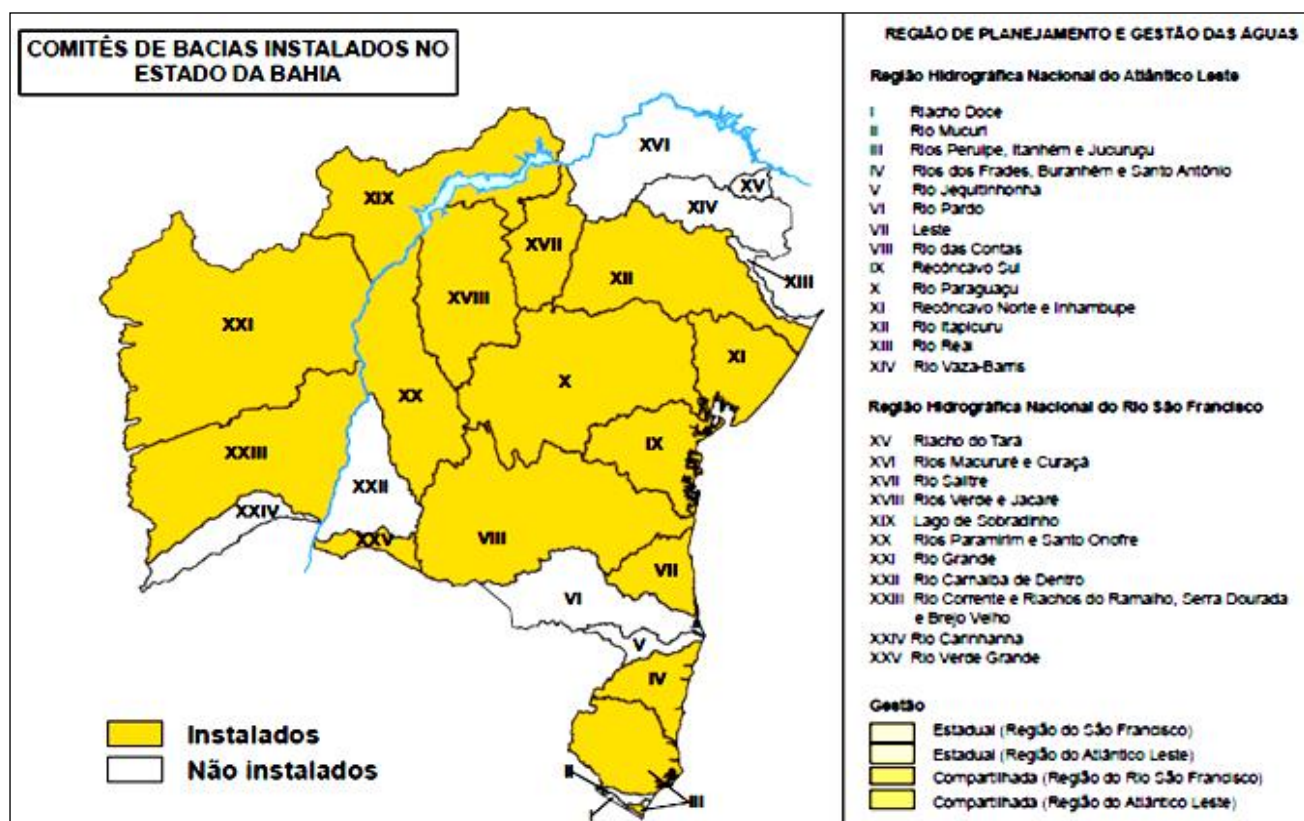 COMITÊS DE BACIAS INSTALADOS NO
ESTADO DA BAHIA
XVI
XV
XIX
XIV
XVII
XIII
XII
XVIII
XXI
XI
X
XX
IX
XXIII
XXII
XXIV
XXV
VIII
VII
VI
V
IV
II
III
I
Instalados
Não instalados
REGIÃO DE PLANEJAMENTO E GESTÃO DAS ÁGUAS
Região Hidrográfica Nacional do Atlântico Leste
I Riacho Doce
II Rio Mucuri
III Rios Peruípe, Itanhém e Jucuruçu
IV Rios dos Frades, Buranhém e Santo Antônio
V Rio Jequitinhonha
VI Rio Pardo
VII Leste
VIII Rio das Contas
IX Recôncavo Sul
X Rio Paraguaçu
XI Recôncavo Norte e Inhambupe
XII Rio Itapicuru
XIII Rio Real
XIV Rio Vaza-Barris
Região Hidrográfica Nacional do Rio São Francisco
XV Riacho do Tará
XVI Rios Macururé e Curaçá
XVII Rio Salitre
XVIII Rios Verde e Jacaré
XIX Lago de Sobradinho
XX Rios Paramirim e Santo Onofre
XXI Rio Grande
XXII Rio Carnaíba de Dentro
XXIII Rio Corrente e Riachos do Ramalho, Serra Dourada
e Brejo Velho
XXIV Rio Carinhanha
XXV Rio Verde Grande
Gestão
Estadual (Região do São Francisco)
Estadual (Região do Atlântico Leste)
Compartilhada (Região do Rio São Francisco)
Compartilhada (Região do Atlântico Leste)